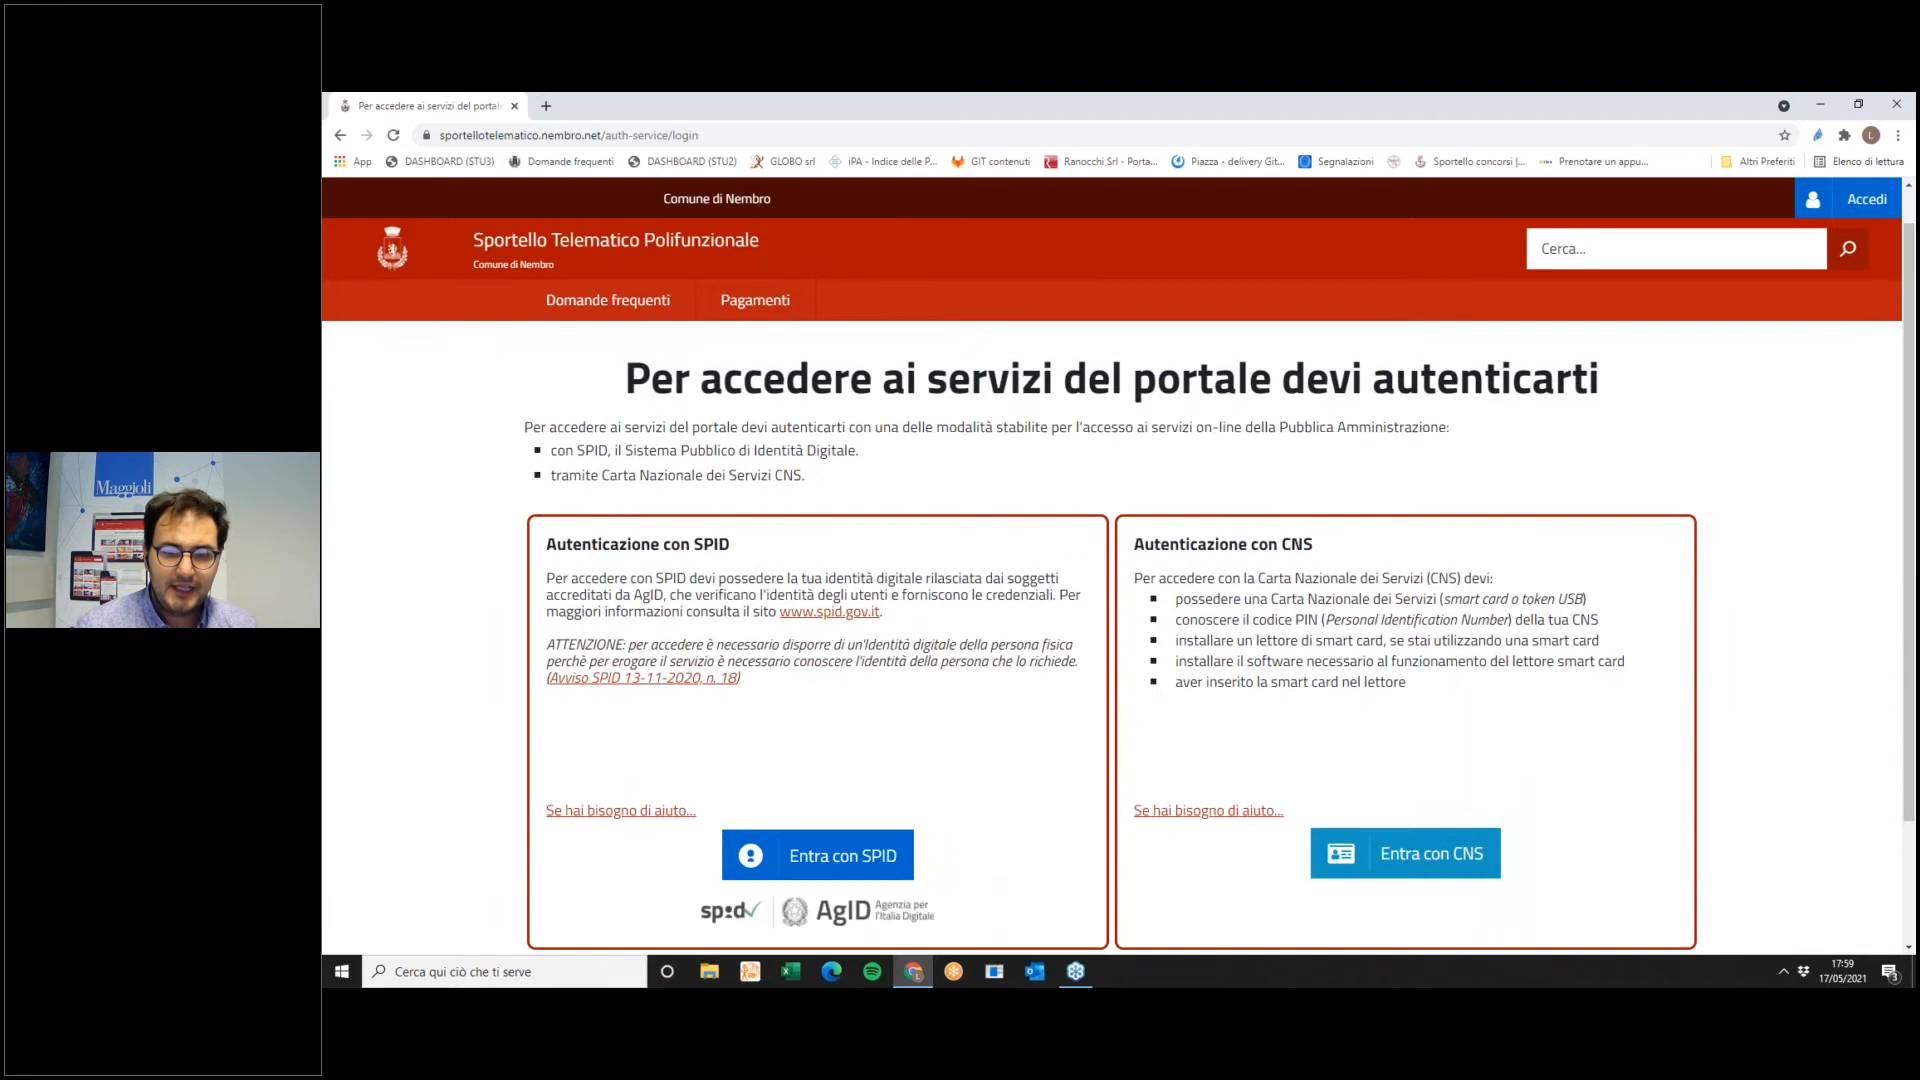 Per accedere ai servizi del portale
sportellotelematico.nembro.net/auth-service/login
App DASHBOARD (STU3) Domande frequenti DASHBOARD (STU2) GLOBO srl iPA - Indice delle P... GIT contenuti Ranocchi Srl - Porta... Piazza - delivery Git... Segnalazioni Sportello concorsi |... Prenotare un appu... Altri Preferiti Elenco di lettura
Comune di Nembro
Accedi
Sportello Telematico Polifunzionale
Comune di Nembro
Cerca...
Domande frequenti Pagamenti
Per accedere ai servizi del portale devi autenticarti
Per accedere ai servizi del portale devi autenticarti con una delle modalità stabilite per l'accesso ai servizi on-line della Pubblica Amministrazione:
con SPID, il Sistema Pubblico di Identità Digitale.
tramite Carta Nazionale dei Servizi CNS.
Maggioli
Autenticazione con SPID
Per accedere con SPID devi possedere la tua identità digitale rilasciata dai soggetti
accreditati da AgID, che verificano l'identità degli utenti e forniscono le credenziali. Per
maggiori informazioni consulta il sito www.spid.gov.it.
ATTENZIONE: per accedere è necessario disporre di un'Identità digitale della persona fisica
perchè per erogare il servizio è necessario conoscere l'identità della persona che lo richiede.
(Avviso SPID 13-11-2020, n. 18)
Se hai bisogno di aiuto...
Entra con SPID
spid AgID Agenzia per
l'Italia Digitale
Autenticazione con CNS
Per accedere con la Carta Nazionale dei Servizi (CNS) devi:
possedere una Carta Nazionale dei Servizi (smart card o token USB)
conoscere il codice PIN (Personal Identification Number) della tua CNS
installare un lettore di smart card, se stai utilizzando una smart card
installare il software necessario al funzionamento del lettore smart card
aver inserito la smart card nel lettore
Se hai bisogno di aiuto...
Entra con CNS
Cerca qui ciò che ti serve
17:59
17/05/2021
3